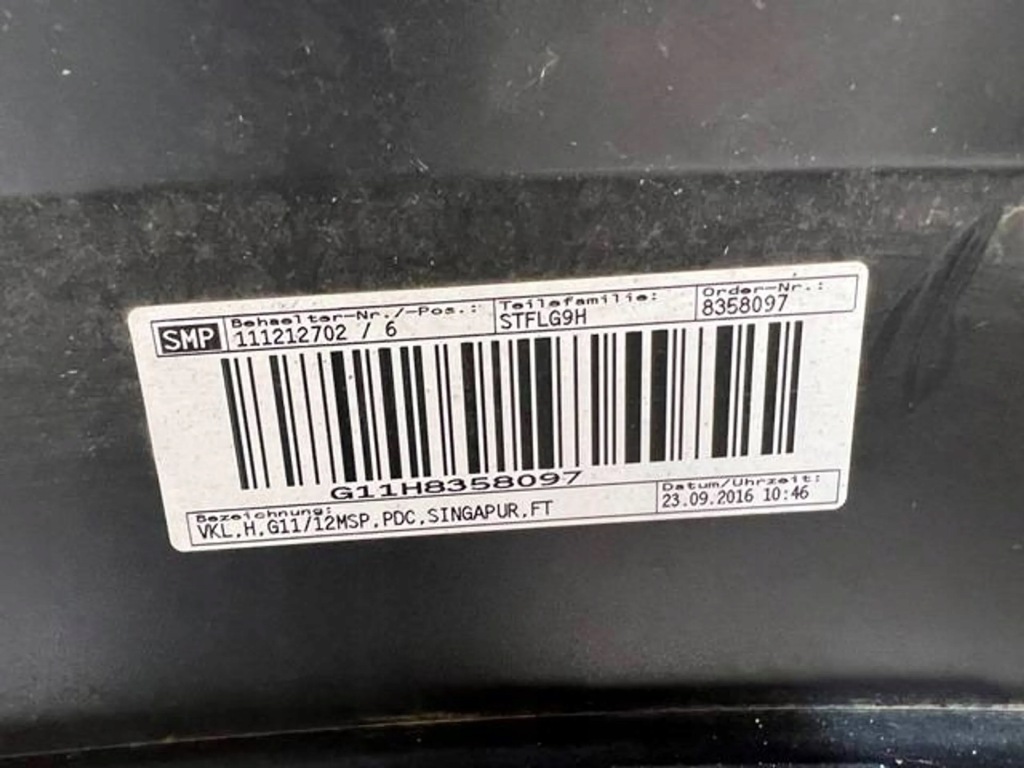 SMP
Behaelter-Nr./-Pos.: Teilefamilie: Order-Nr.:
111212702 / 6 STFLG9H 8358097
G11H8358097
Bezeichnung: Datum/Uhrzeit:
VKL.H.G11/12MSP.PDC.SINGAPUR.FT 23.09.2016 10:46